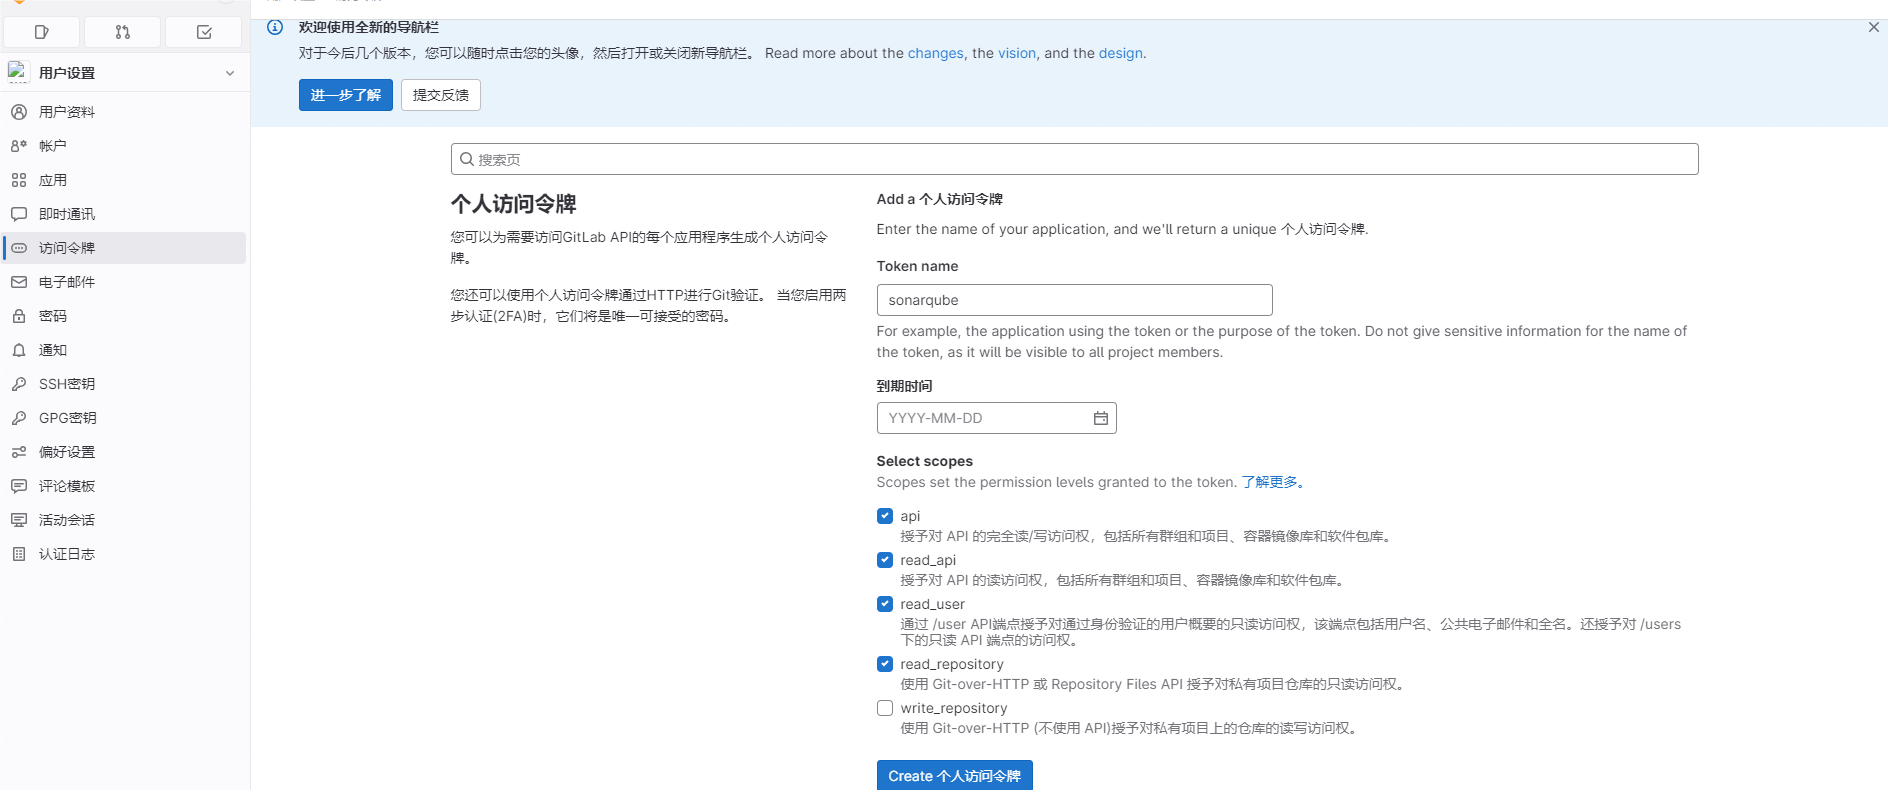 欢迎使用全新的导航栏
对于今后几个版本，您可以随时点击您的头像，然后打开或关闭新导航栏。 Read more about the changes, the vision, and the design.
进一步了解
提交反馈
用户设置
用户资料
帐户
应用
即时通讯
访问令牌
电子邮件
密码
通知
SSH密钥
GPG密钥
偏好设置
评论模板
活动会话
认证日志
搜索页
个人访问令牌
您可以为需要访问GitLab API的每个应用程序生成个人访问令
牌。
您还可以使用个人访问令牌通过HTTP进行Git验证。 当您启用两
步认证(2FA)时，它们将是唯一可接受的密码。
Add a 个人访问令牌
Enter the name of your application, and we'll return a unique 个人访问令牌.
Token name
sonarqube
For example, the application using the token or the purpose of the token. Do not give sensitive information for the name of
the token, as it will be visible to all project members.
到期时间
YYYY-MM-DD
Select scopes
Scopes set the permission levels granted to the token. 了解更多。
api
授予对 API 的完全读/写访问权，包括所有群组和项目、容器镜像库和软件包库。
read_api
授予对 API 的读访问权，包括所有群组和项目、容器镜像库和软件包库。
read_user
通过 /user API端点授予对通过身份验证的用户概要的只读访问权，该端点包括用户名、公共电子邮件和全名。还授予对 /users
下的只读 API 端点的访问权。
read_repository
使用 Git-over-HTTP 或 Repository Files API 授予对私有项目仓库的只读访问权。
write_repository
使用 Git-over-HTTP (不使用 API)授予对私有项目上的仓库的读写访问权。
Create 个人访问令牌